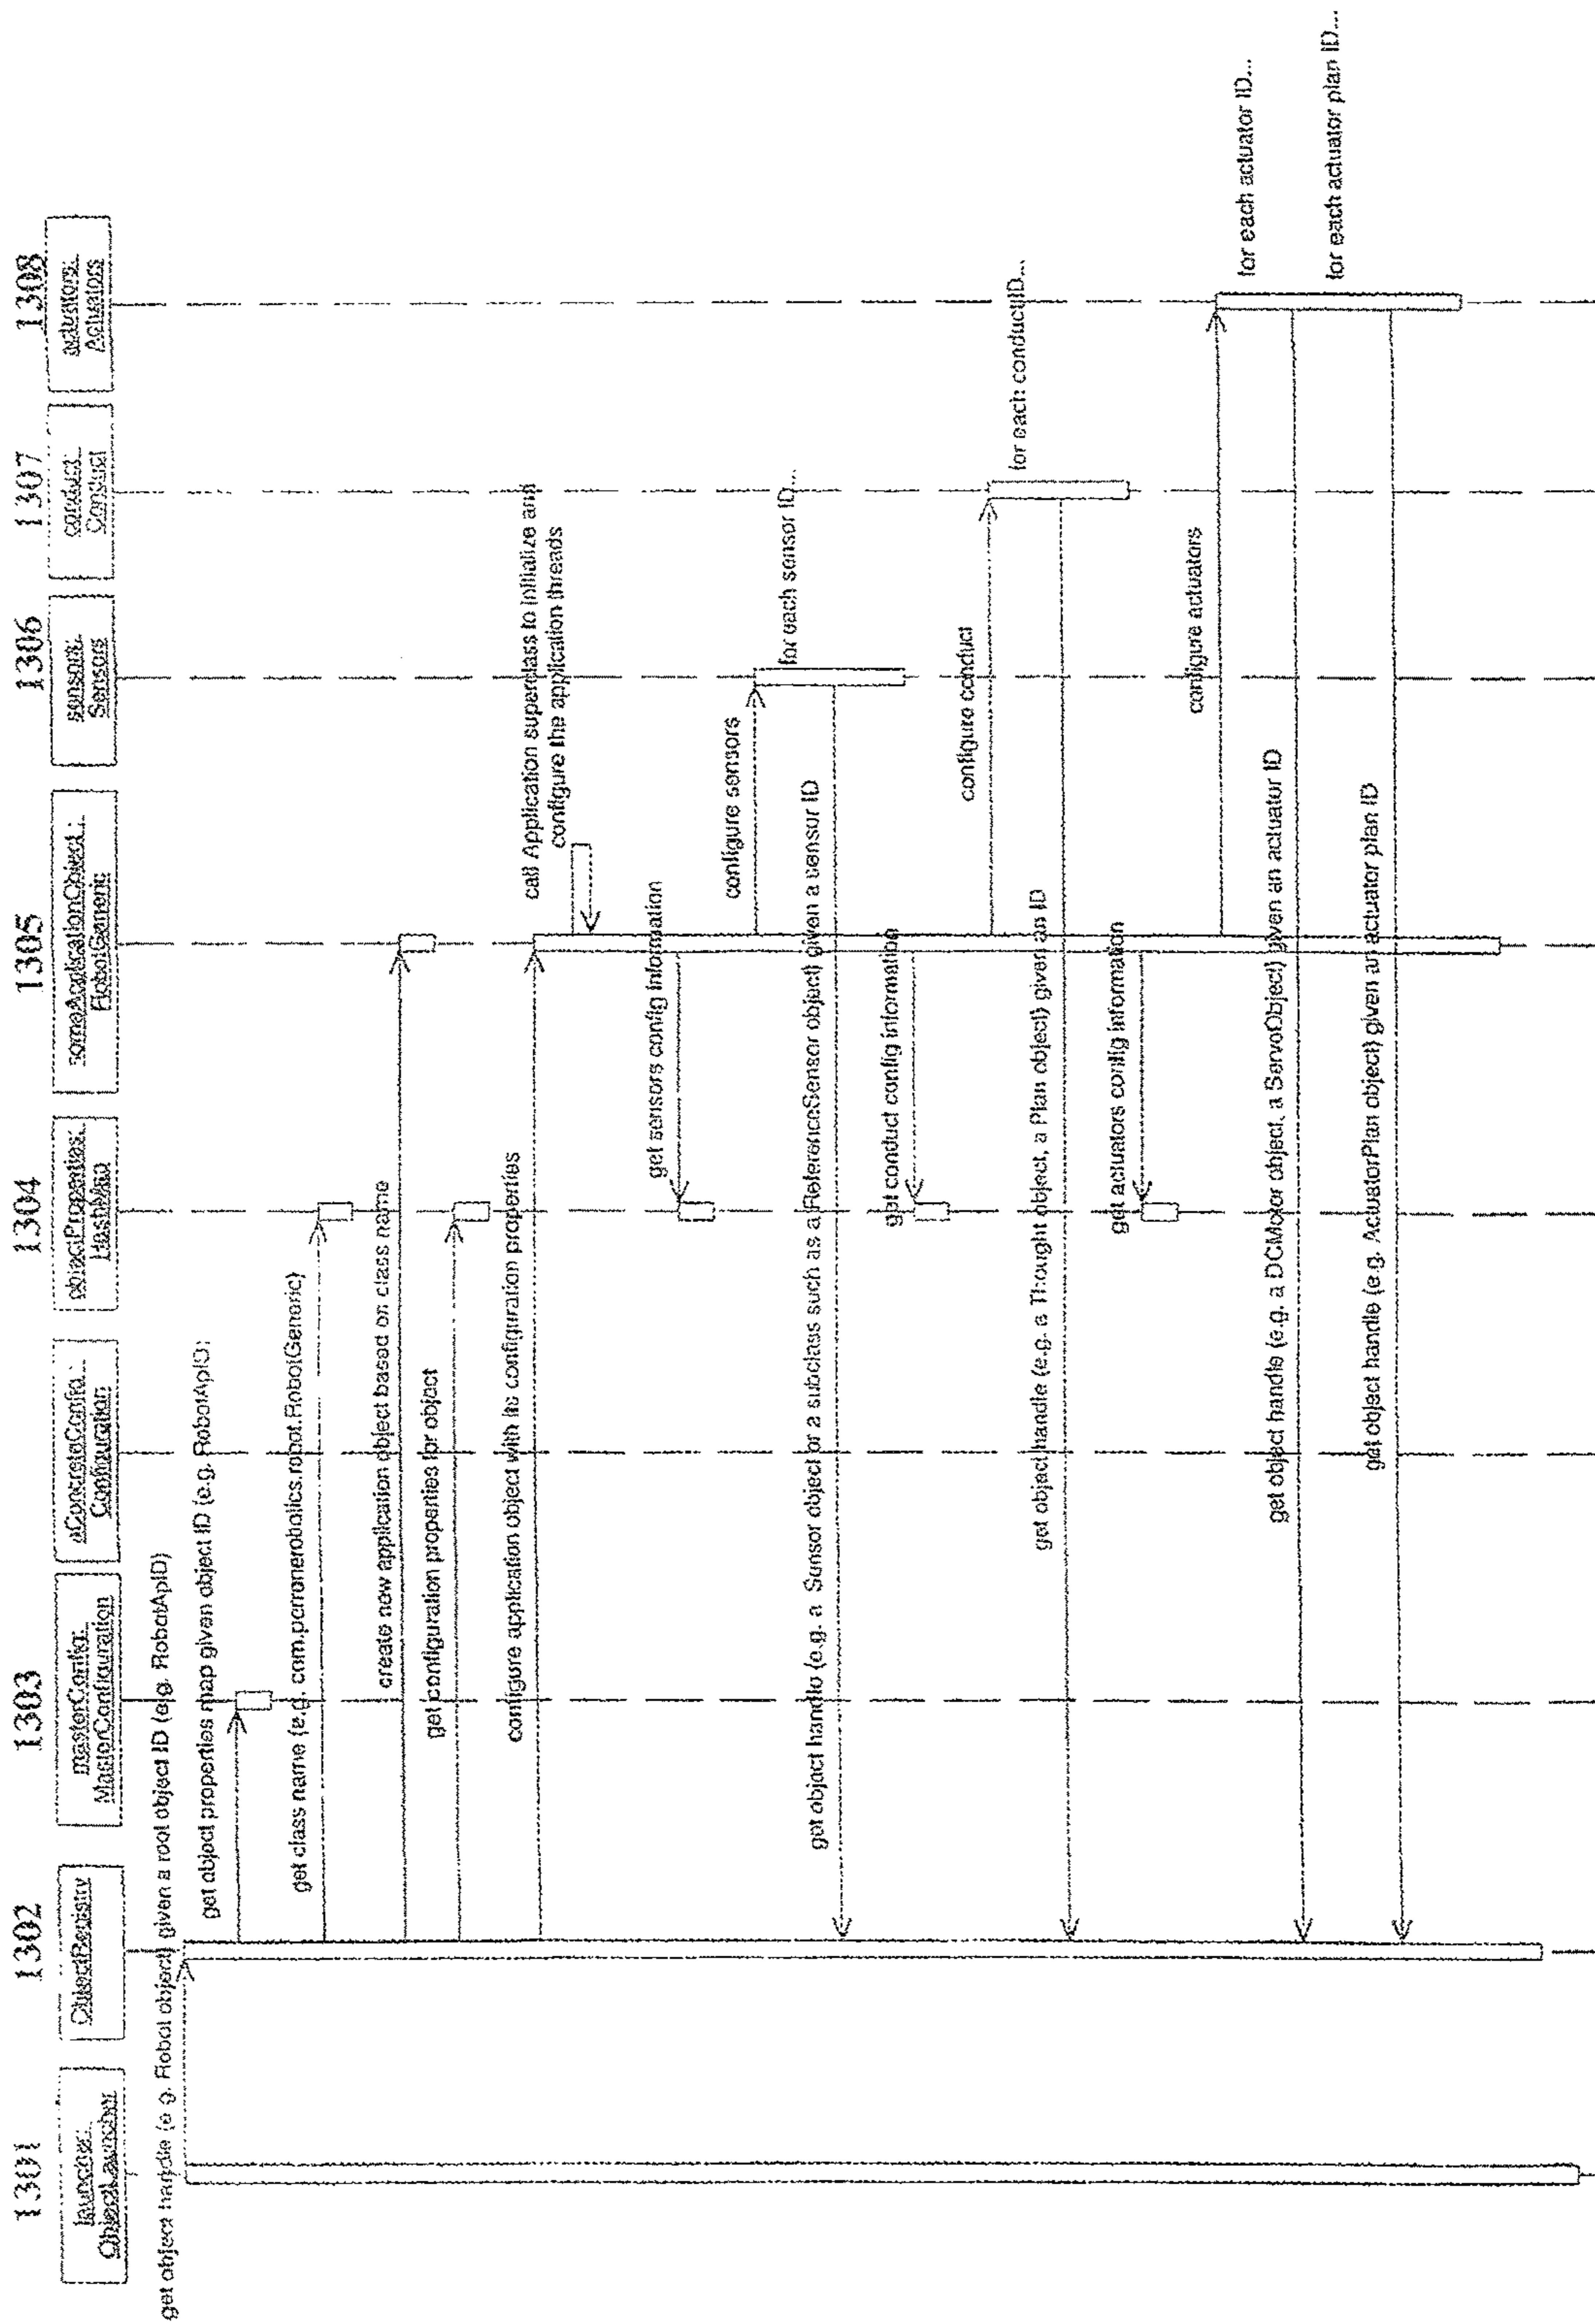 1301
launcher:
ObjectLauncher
1302
ObjectRegistry
1303
masterConfig:
MasterConfiguration
aConcreteConfig.:
Configuration
1304
objectProperties:
HashMap
1305
someApplicationObject :
RobotGeneric
1306
sensors:
Sensors
1307
conduct:
Conduct
1308
actuators:
Actuators
get object handle (e.g. Robot object) given a root object ID (e.g. RobotApID)
get object properties map given object ID (e.g. RobotApID)
get class name (e.g. com.perronerobotics.robot.RobotGeneric)
create new application object based on class name
get configuration properties for object
configure application object with its configuration properties
call Application superclass to initialize and
configure the application threads
get sensors config information
configure sensors
for each sensor ID...
get object handle (e.g. a Sensor object or a subclass such as a ReferenceSensor object) given a sensor ID
get conduct config information
configure conduct
for each conductID...
get object handle (e.g. a Thought object, a Plan object) given an ID
get actuators config information
configure actuators
for each actuator ID...
get object handle (e.g. a DCMotor object, a ServoObject) given an actuator ID
for each actuator plan ID...
get object handle (e.g. ActuatorPlan object) given an actuator plan ID